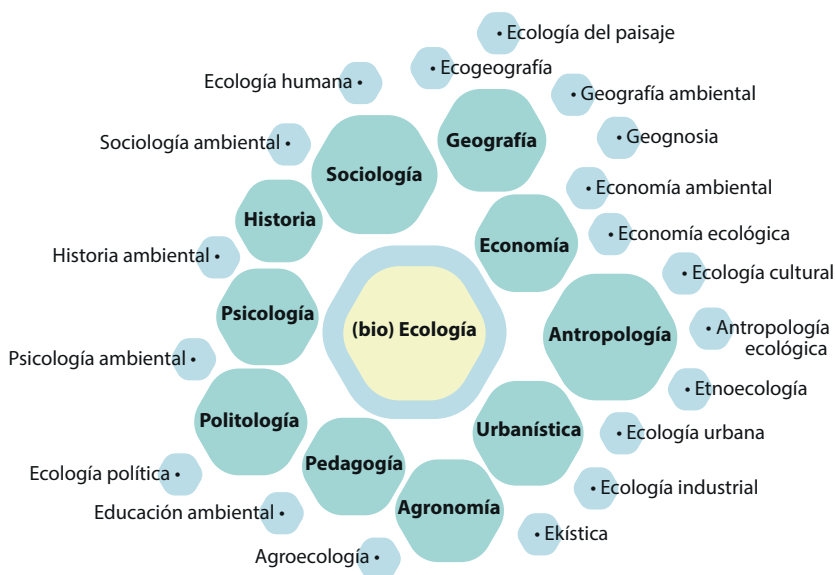 • Ecología del paisaje
• Ecogeografía
Ecología humana •
• Geografía ambiental
Sociología ambiental •
Geografía
• Geognosia
Sociología
• Economía ambiental
Historia
• Economía ecológica
Economía
Historia ambiental •
• Ecología cultural
Psicología
(bio) Ecología
Antropología
• Antropología
ecológica
Psicología ambiental •
• Etnoecología
Politología
Urbanística
• Ecología urbana
Pedagogía
Ecología política •
• Ecología industrial
Agronomía
Educación ambiental •
• Ekística
Agroecología •